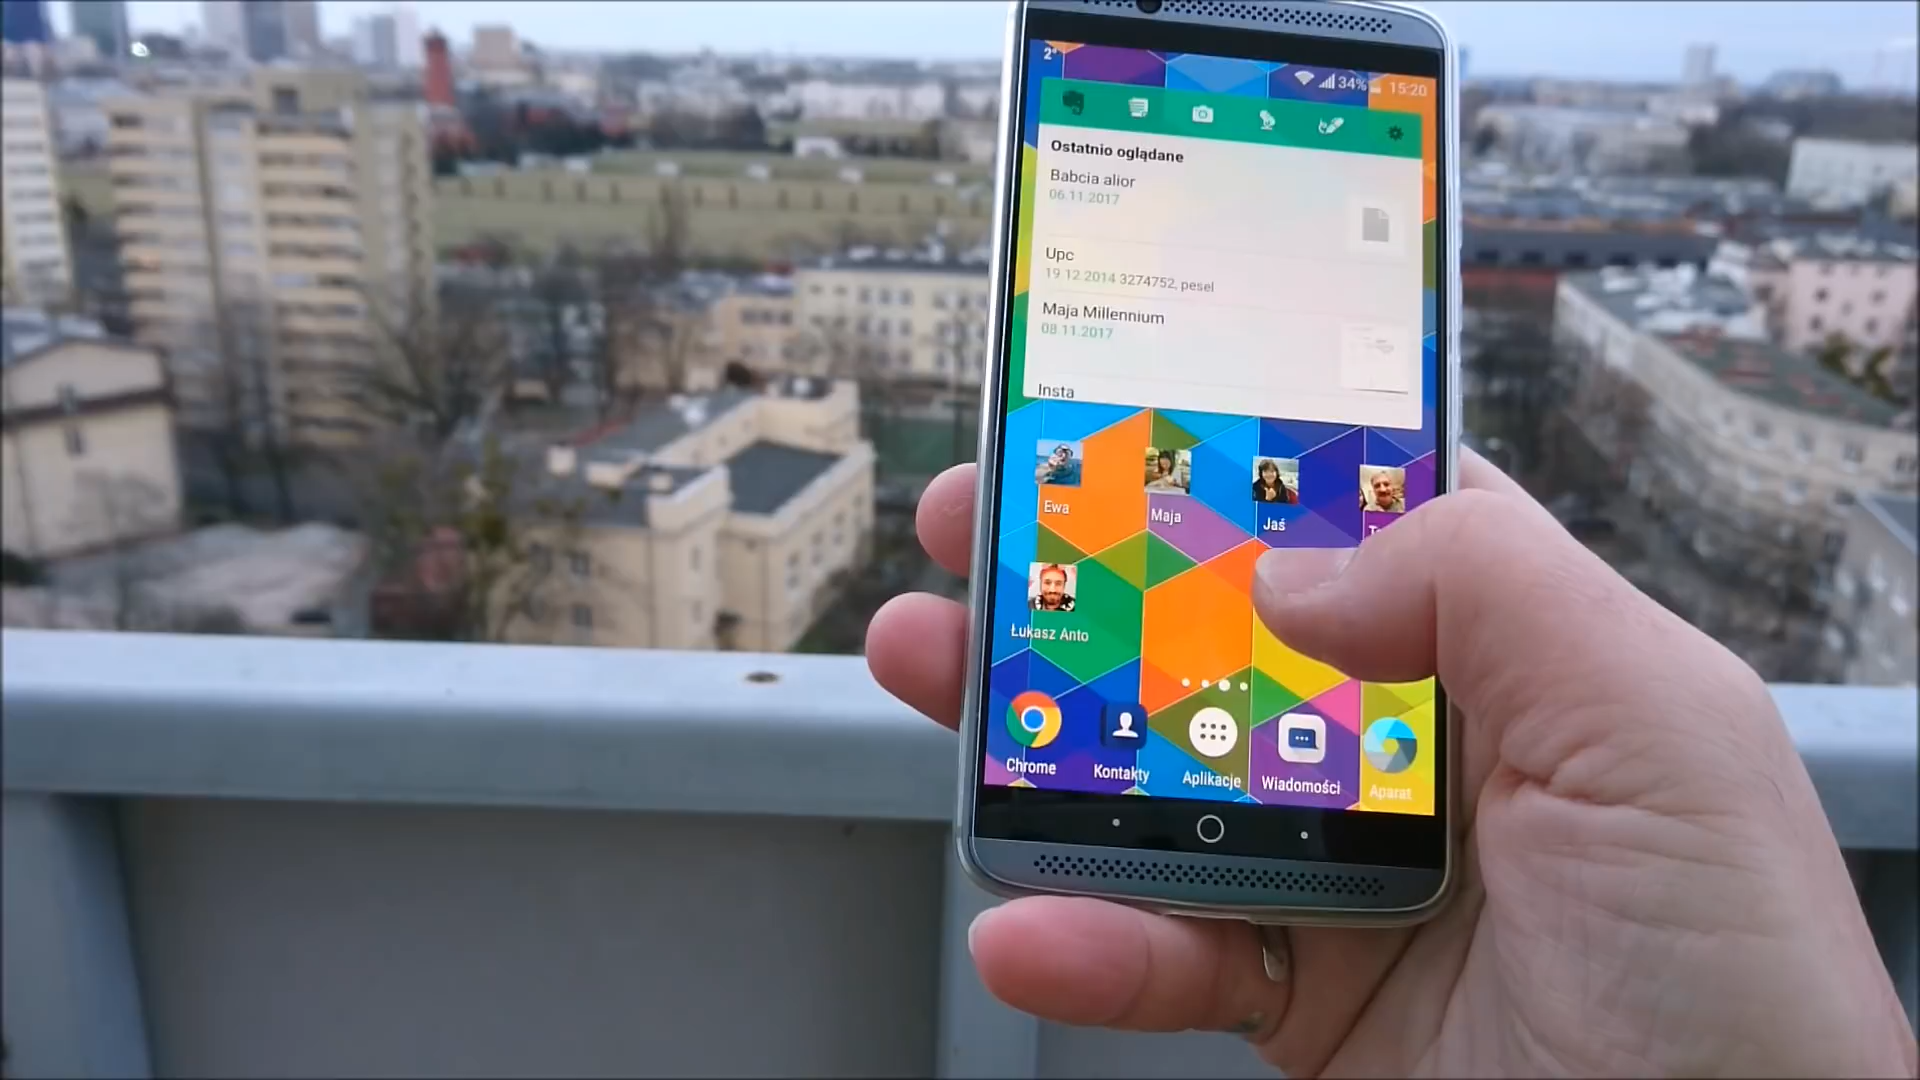 2°
34% 15:20
Ostatnio oglądane
Babcia alior
06.11.2017
Upc
19.12.2014 3274752, pesel
Maja Millennium
08.11.2017
Insta
Ewa Maja Jaś
Łukasz Anto
Chrome Kontakty Aplikacje Wiadomości Aparat